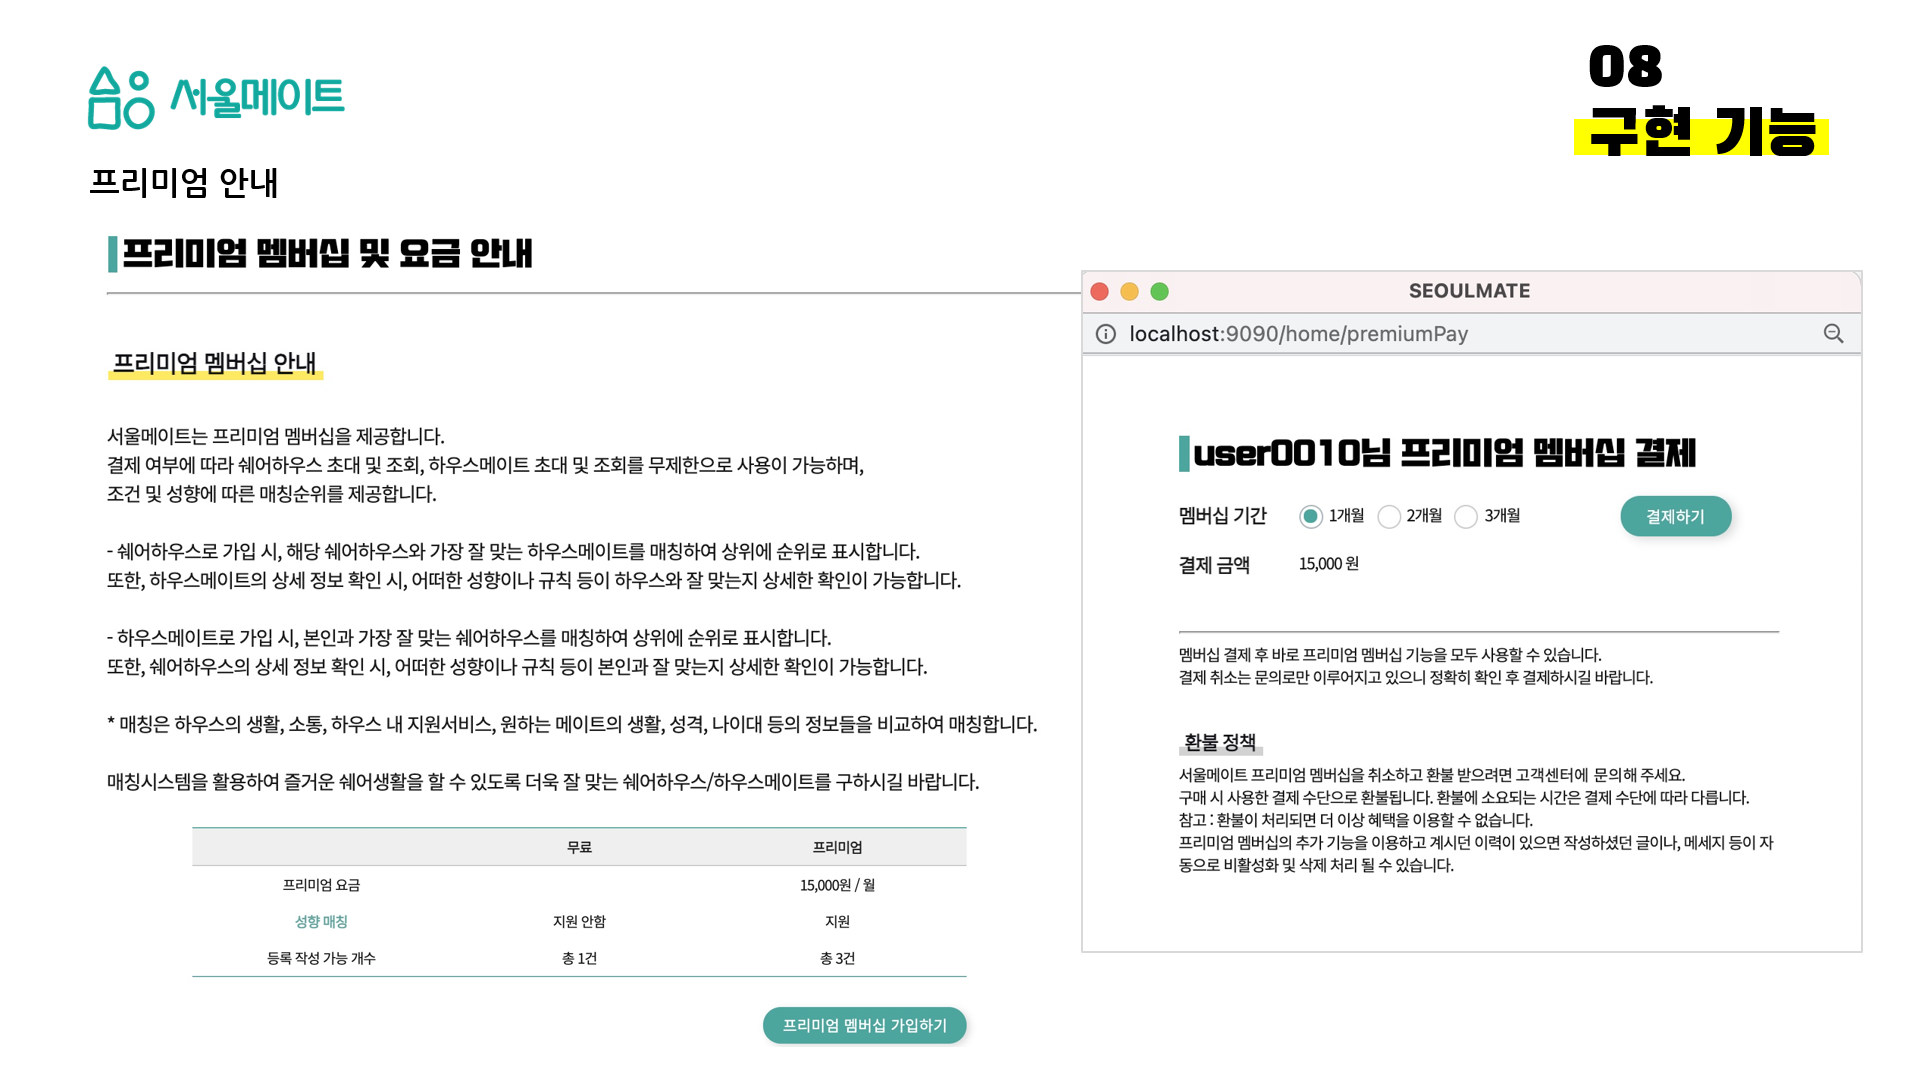 서울메이트
08
구현 기능
프리미엄 안내
프리미엄 멤버십 및 요금 안내
프리미엄 멤버십 안내
서울메이트는 프리미엄 멤버십을 제공합니다.
결제 여부에 따라 쉐어하우스 초대 및 조회, 하우스메이트 초대 및 조회를 무제한으로 사용이 가능하며,
조건 및 성향에 따른 매칭순위를 제공합니다.
- 쉐어하우스로 가입 시, 해당 쉐어하우스와 가장 잘 맞는 하우스메이트를 매칭하여 상위에 순위로 표시합니다.
또한, 하우스메이트의 상세 정보 확인 시, 어떠한 성향이나 규칙 등이 하우스와 잘 맞는지 상세한 확인이 가능합니다.
- 하우스메이트로 가입 시, 본인과 가장 잘 맞는 쉐어하우스를 매칭하여 상위에 순위로 표시합니다.
또한, 쉐어하우스의 상세 정보 확인 시, 어떠한 성향이나 규칙 등이 본인과 잘 맞는지 상세한 확인이 가능합니다.
* 매칭은 하우스의 생활, 소통, 하우스 내 지원서비스, 원하는 메이트의 생활, 성격, 나이대 등의 정보들을 비교하여 매칭합니다.
매칭시스템을 활용하여 즐거운 쉐어생활을 할 수 있도록 더욱 잘 맞는 쉐어하우스/하우스메이트를 구하시길 바랍니다.
무료 프리미엄
프리미엄 요금 15,000원 / 월
성향 매칭 지원 안함 지원
등록 작성 가능 개수 총 1건 총 3건
프리미엄 멤버십 가입하기
SEOULMATE
localhost:9090/home/premiumPay
user0010님 프리미엄 멤버십 결제
멤버십 기간 1개월 2개월 3개월 결제하기
결제 금액 15,000 원
멤버십 결제 후 바로 프리미엄 멤버십 기능을 모두 사용할 수 있습니다.
결제 취소는 문의로만 이루어지고 있으니 정확히 확인 후 결제하시길 바랍니다.
환불 정책
서울메이트 프리미엄 멤버십을 취소하고 환불 받으려면 고객센터에 문의해 주세요.
구매 시 사용한 결제 수단으로 환불됩니다. 환불에 소요되는 시간은 결제 수단에 따라 다릅니다.
참고 : 환불이 처리되면 더 이상 혜택을 이용할 수 없습니다.
프리미엄 멤버십의 추가 기능을 이용하고 계시던 이력이 있으면 작성하셨던 글이나, 메세지 등이 자
동으로 비활성화 및 삭제 처리 될 수 있습니다.